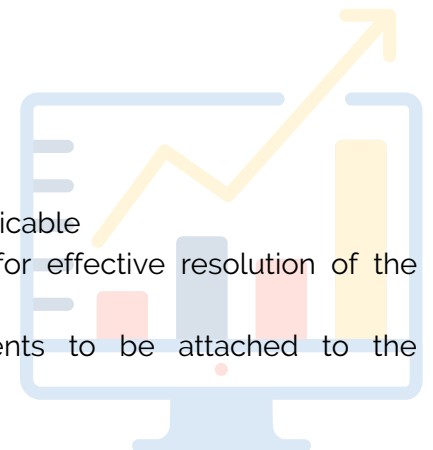 icable
for effective resolution of the
ents to be attached to the